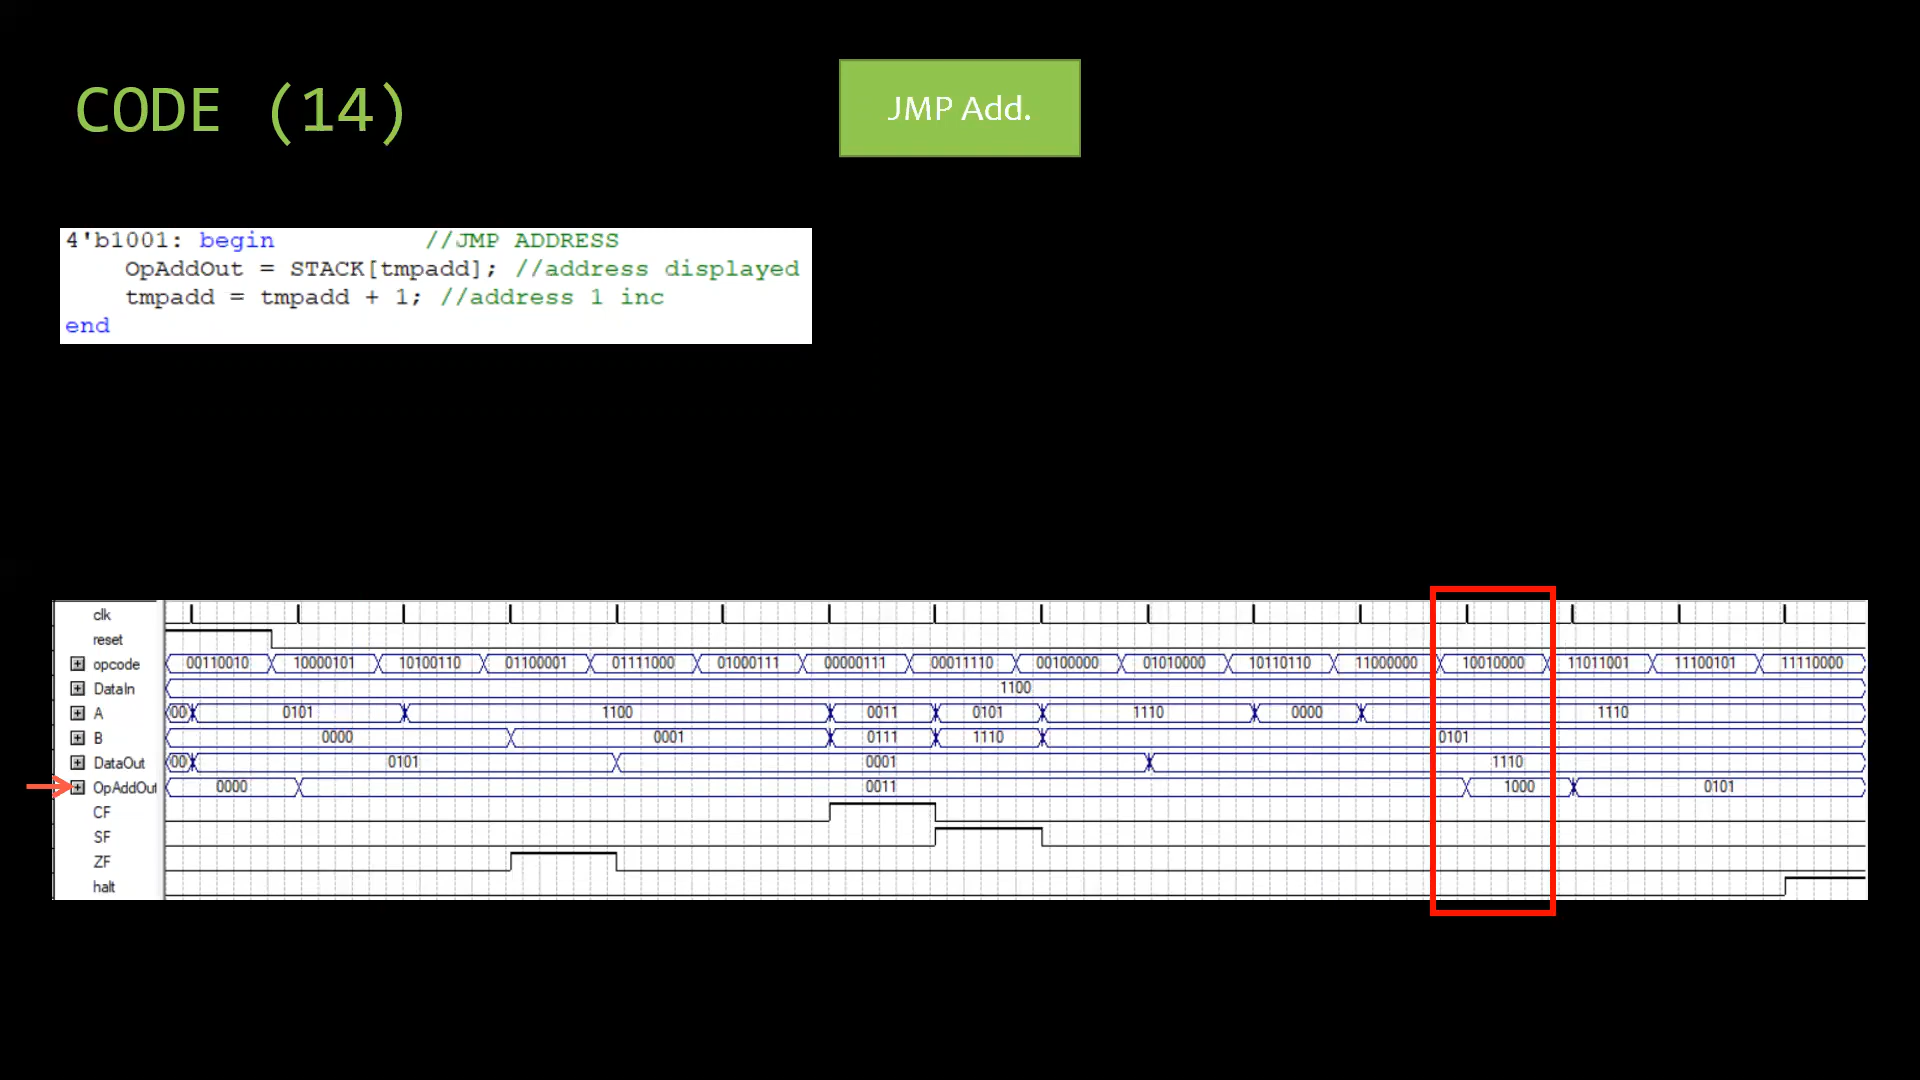 CODE (14)
JMP Add.
4'b1001: begin //JMP ADDRESS
OpAddOut = STACK[tmpadd]; //address displayed
tmpadd = tmpadd + 1; //address 1 inc
end
clk
reset
opcode 00110010 10000101 10100110 01100001 01111000 01000111 00000111 00011110 00100000 01010000 10110110 11000000 10010000 11011001 11100101 11110000
DataIn 1100
A 00 0101 1100 0011 0101 1110 0000 1110
B 0000 0001 0111 1110 0101
DataOut 00 0101 0001 1110
OpAddOut 0000 0011 1000 0101
CF
SF
ZF
halt